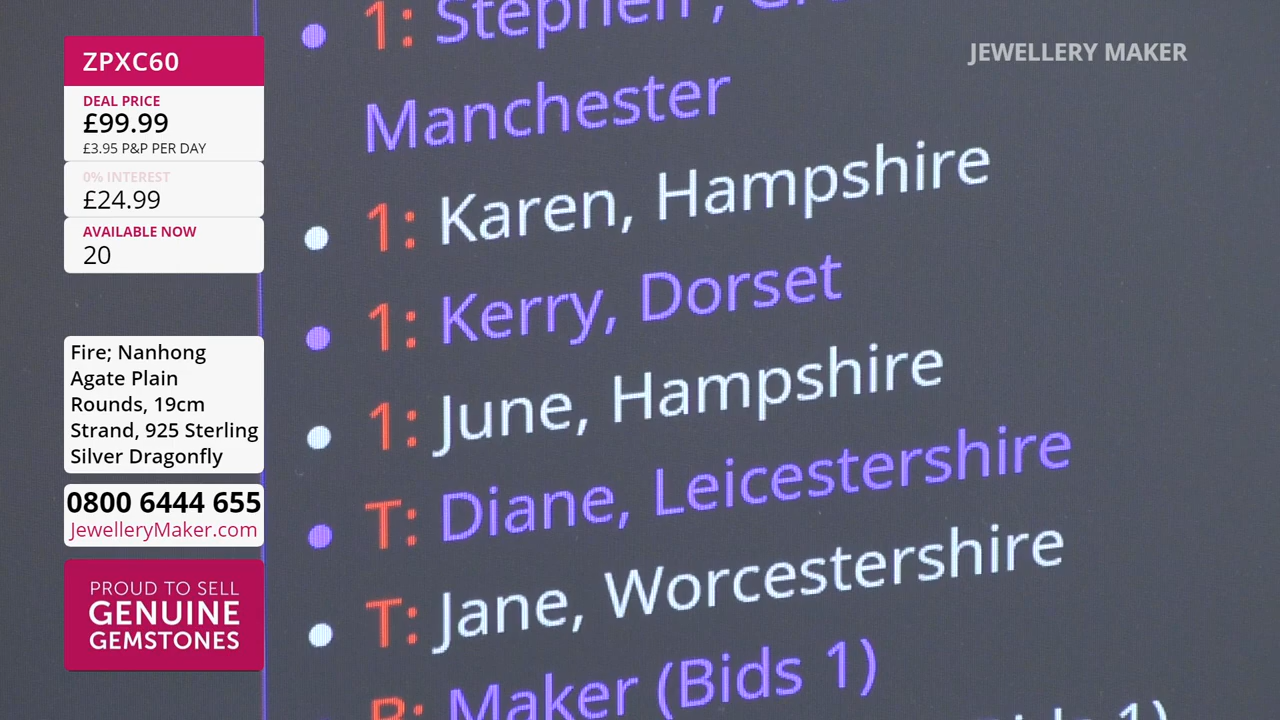 ZPXC60
DEAL PRICE
£99.99
£3.95 P&P PER DAY
0% INTEREST
£24.99
AVAILABLE NOW
20
Fire; Nanhong
Agate Plain
Rounds, 19cm
Strand, 925 Sterling
Silver Dragonfly
0800 6444 655
JewelleryMaker.com
PROUD TO SELL
GENUINE
GEMSTONES
JEWELLERY MAKER
1: Stephen ,
Manchester
1: Karen, Hampshire
1: Kerry, Dorset
1: June, Hampshire
T: Diane, Leicestershire
T: Jane, Worcestershire
Maker (Bids 1)